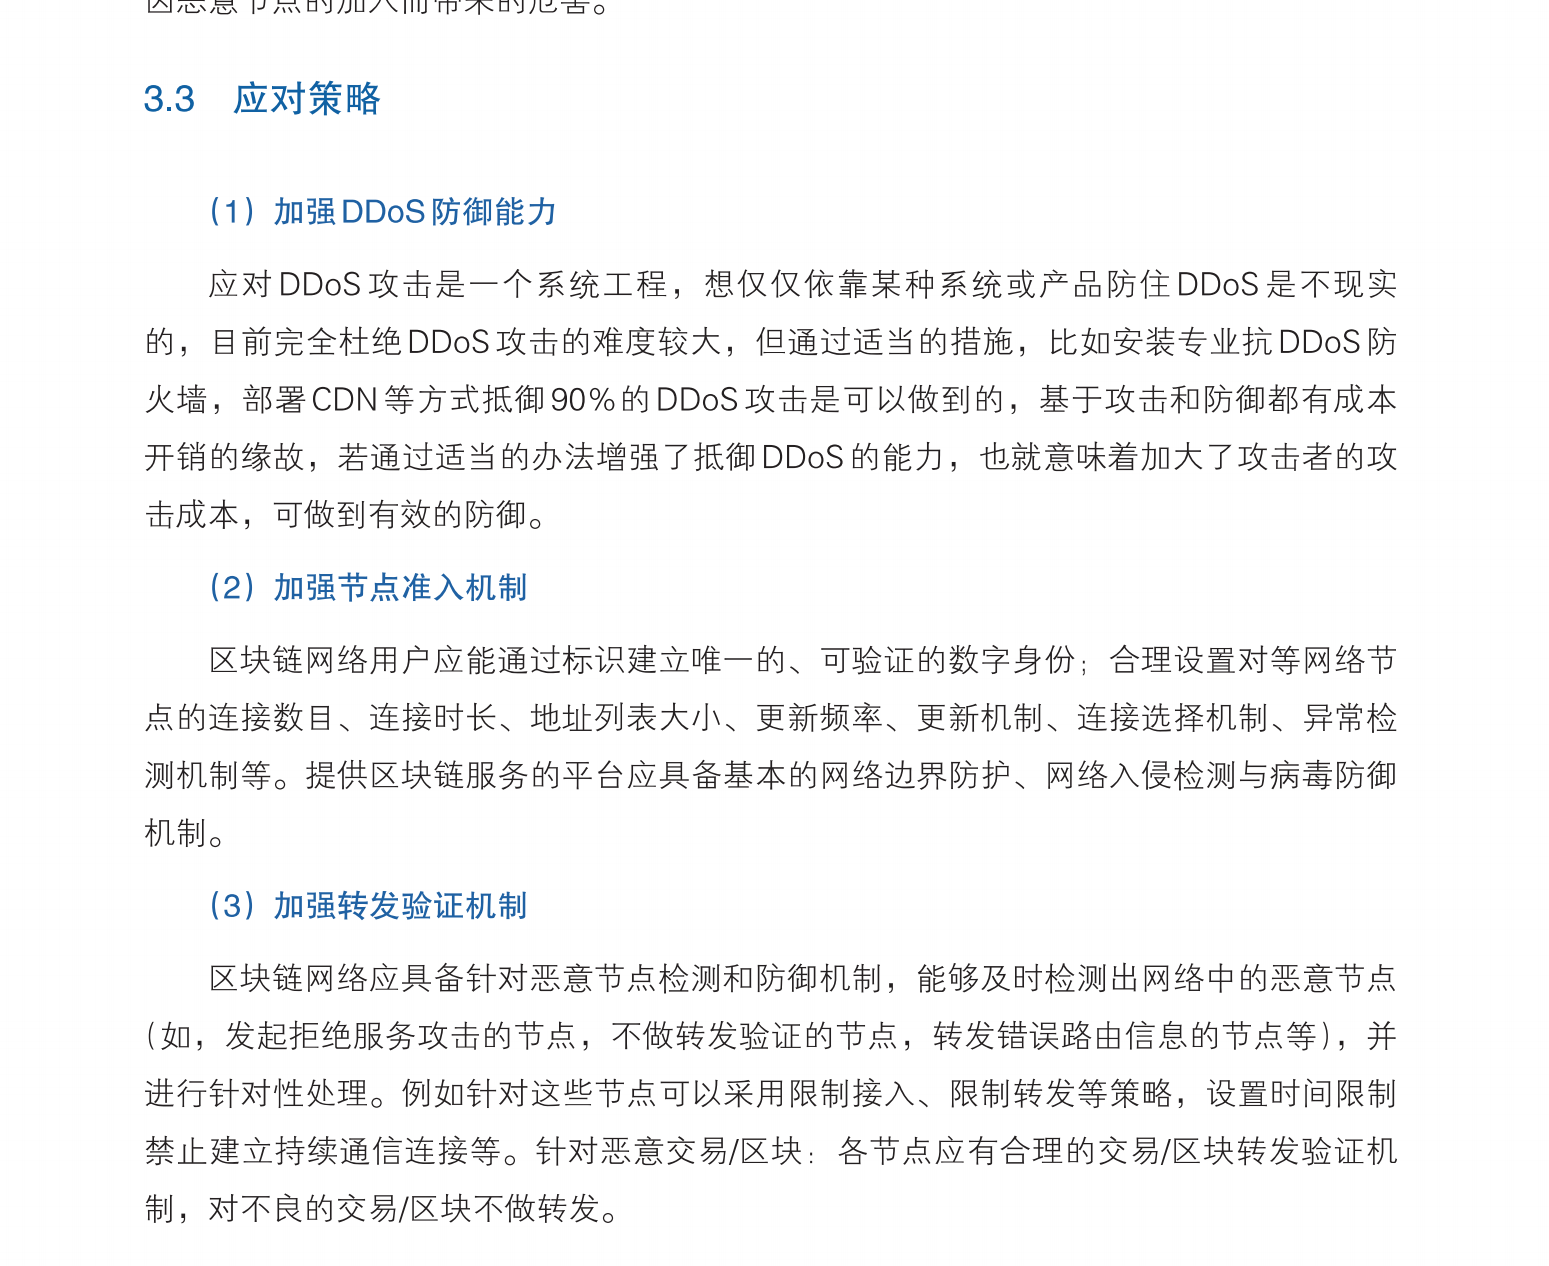 因恶意节点的加入而带来的危害。
3.3 应对策略
（1）加强DDoS防御能力
应对DDoS攻击是一个系统工程，想仅仅依靠某种系统或产品防住DDoS是不现实
的，目前完全杜绝DDoS攻击的难度较大，但通过适当的措施，比如安装专业抗DDoS防
火墙，部署CDN等方式抵御90%的DDoS攻击是可以做到的，基于攻击和防御都有成本
开销的缘故，若通过适当的办法增强了抵御DDoS的能力，也就意味着加大了攻击者的攻
击成本，可做到有效的防御。
（2）加强节点准入机制
区块链网络用户应能通过标识建立唯一的、可验证的数字身份；合理设置对等网络节
点的连接数目、连接时长、地址列表大小、更新频率、更新机制、连接选择机制、异常检
测机制等。提供区块链服务的平台应具备基本的网络边界防护、网络入侵检测与病毒防御
机制。
（3）加强转发验证机制
区块链网络应具备针对恶意节点检测和防御机制，能够及时检测出网络中的恶意节点
（如，发起拒绝服务攻击的节点，不做转发验证的节点，转发错误路由信息的节点等），并
进行针对性处理。例如针对这些节点可以采用限制接入、限制转发等策略，设置时间限制
禁止建立持续通信连接等。针对恶意交易/区块：各节点应有合理的交易/区块转发验证机
制，对不良的交易/区块不做转发。